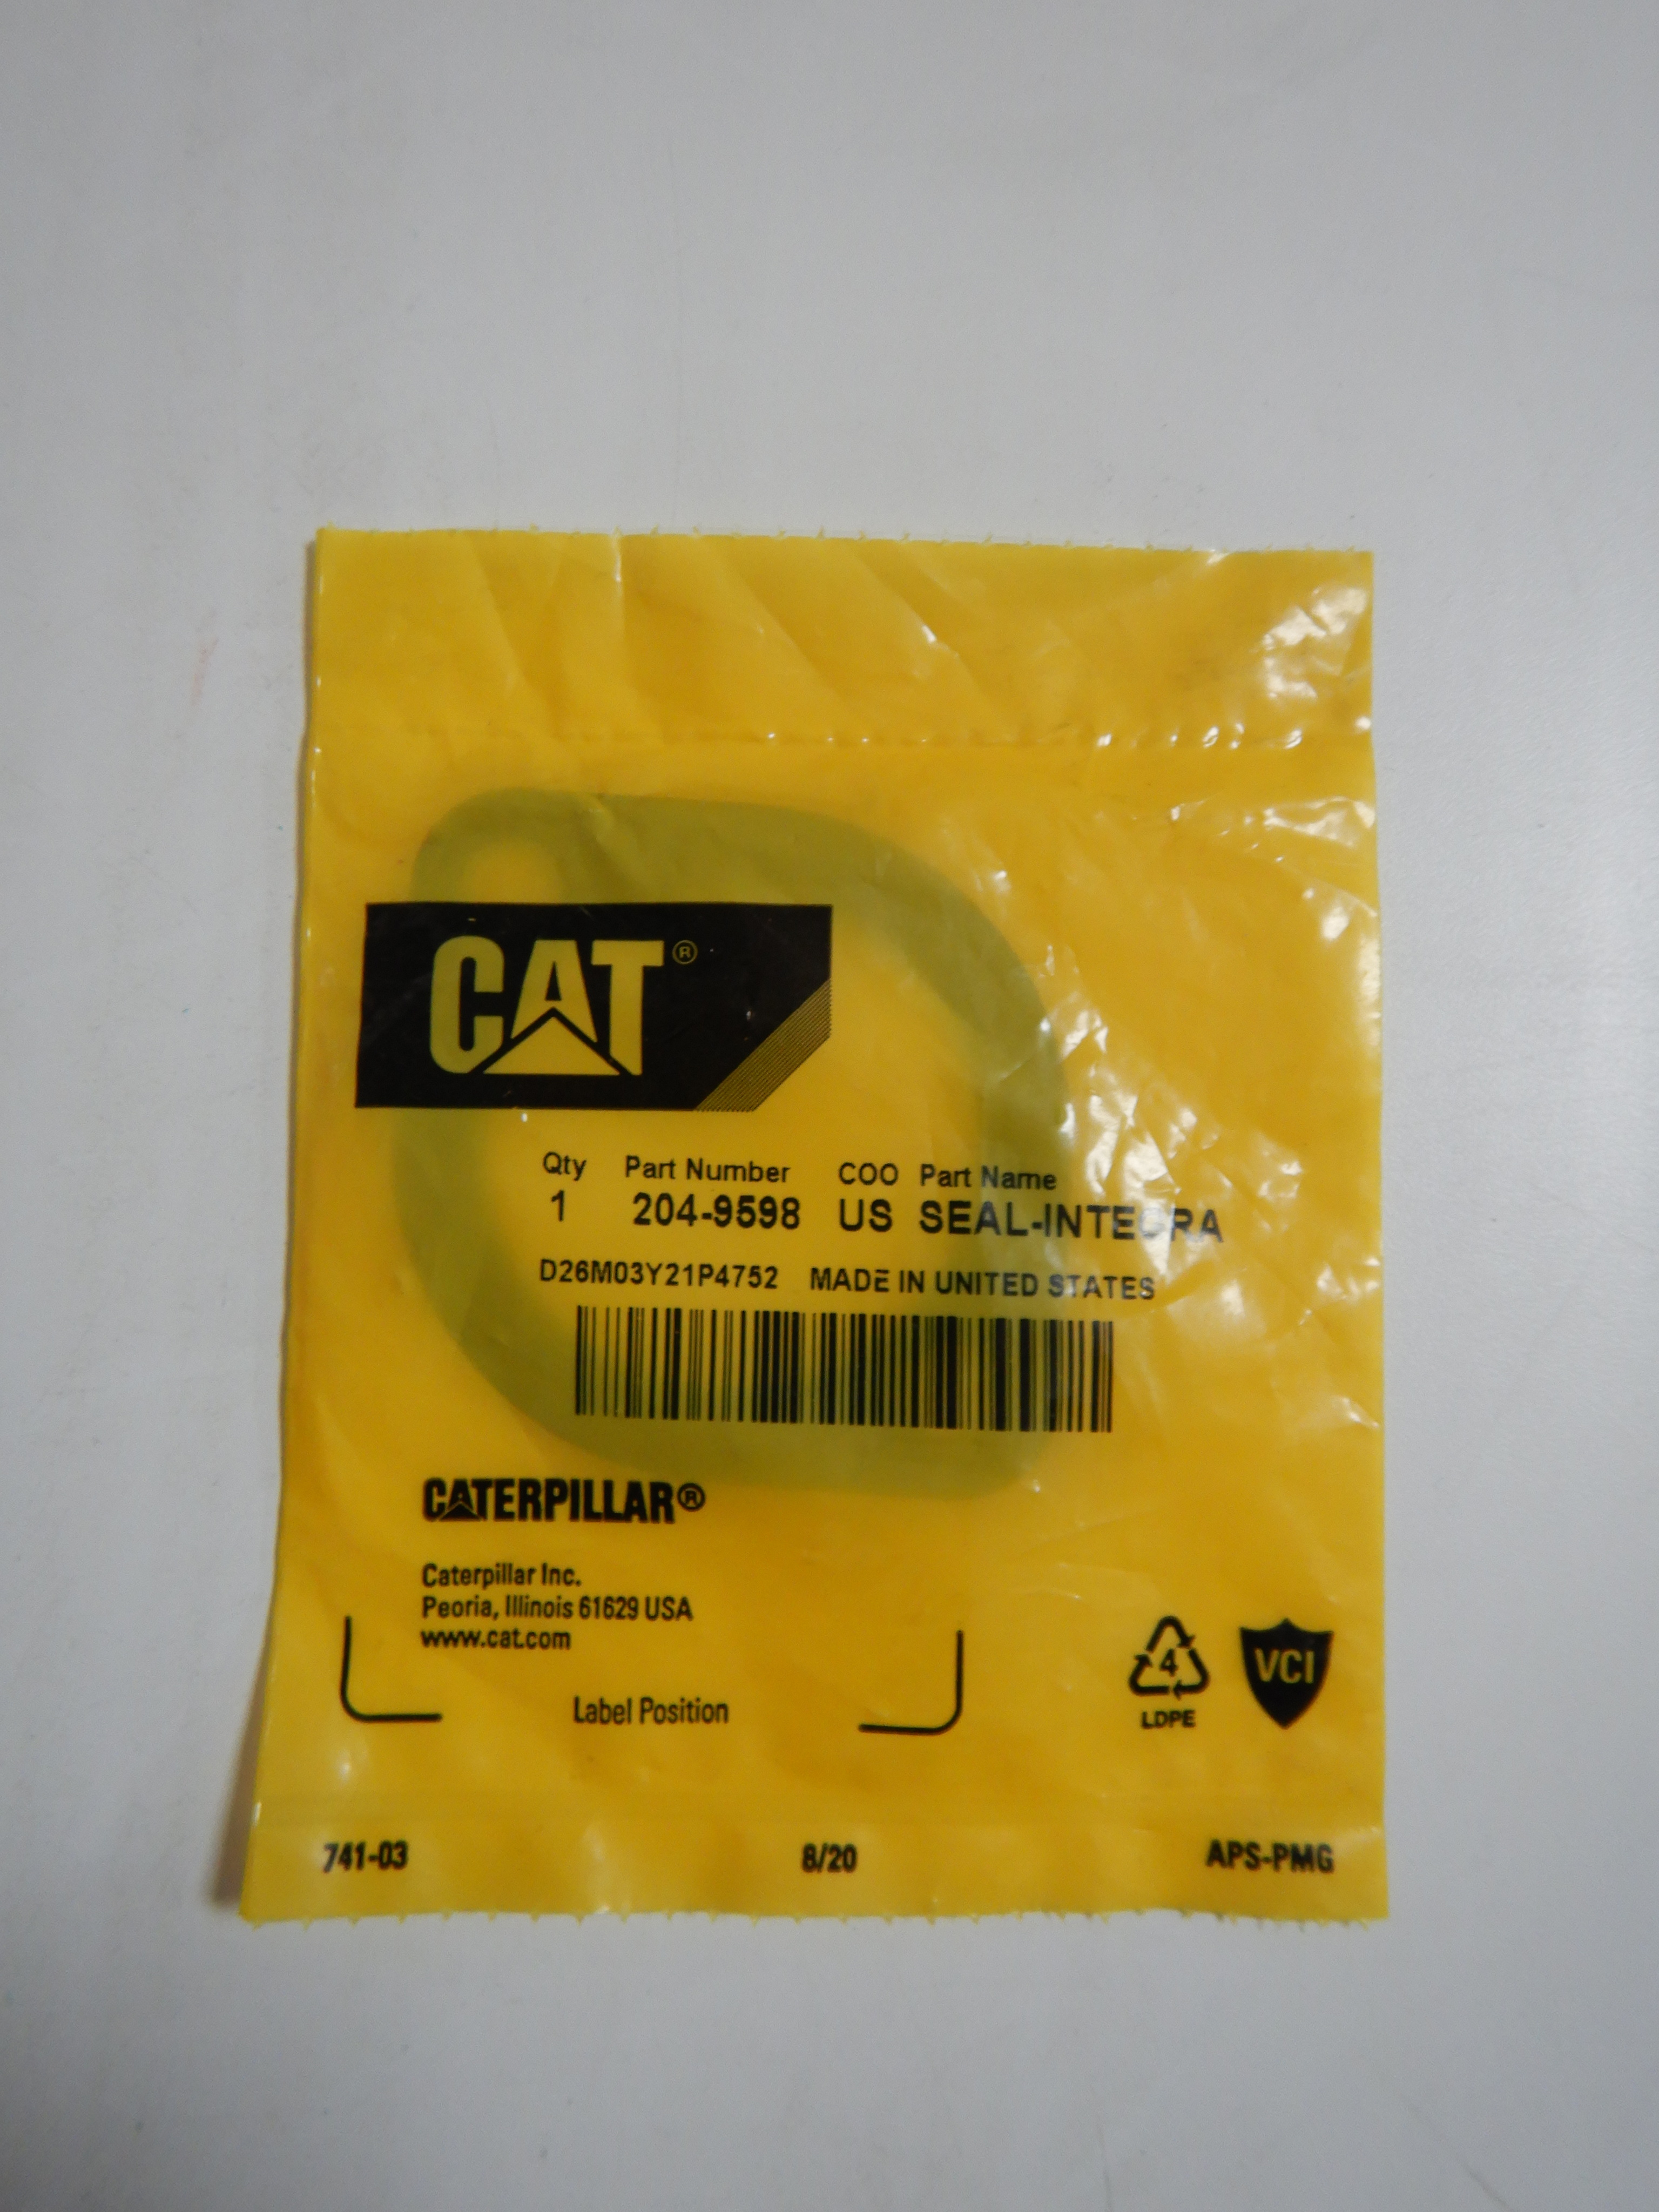 CAT®
Qty Part Number COO Part Name
1 204-9598 US SEAL-INTEGRA
D26M03Y21P4752 MADE IN UNITED STATES
CATERPILLAR®
Caterpillar Inc.
Peoria, Illinois 61629 USA
www.cat.com
Label Position
4
LDPE
VCI
741-03 8/20 APS-PMG